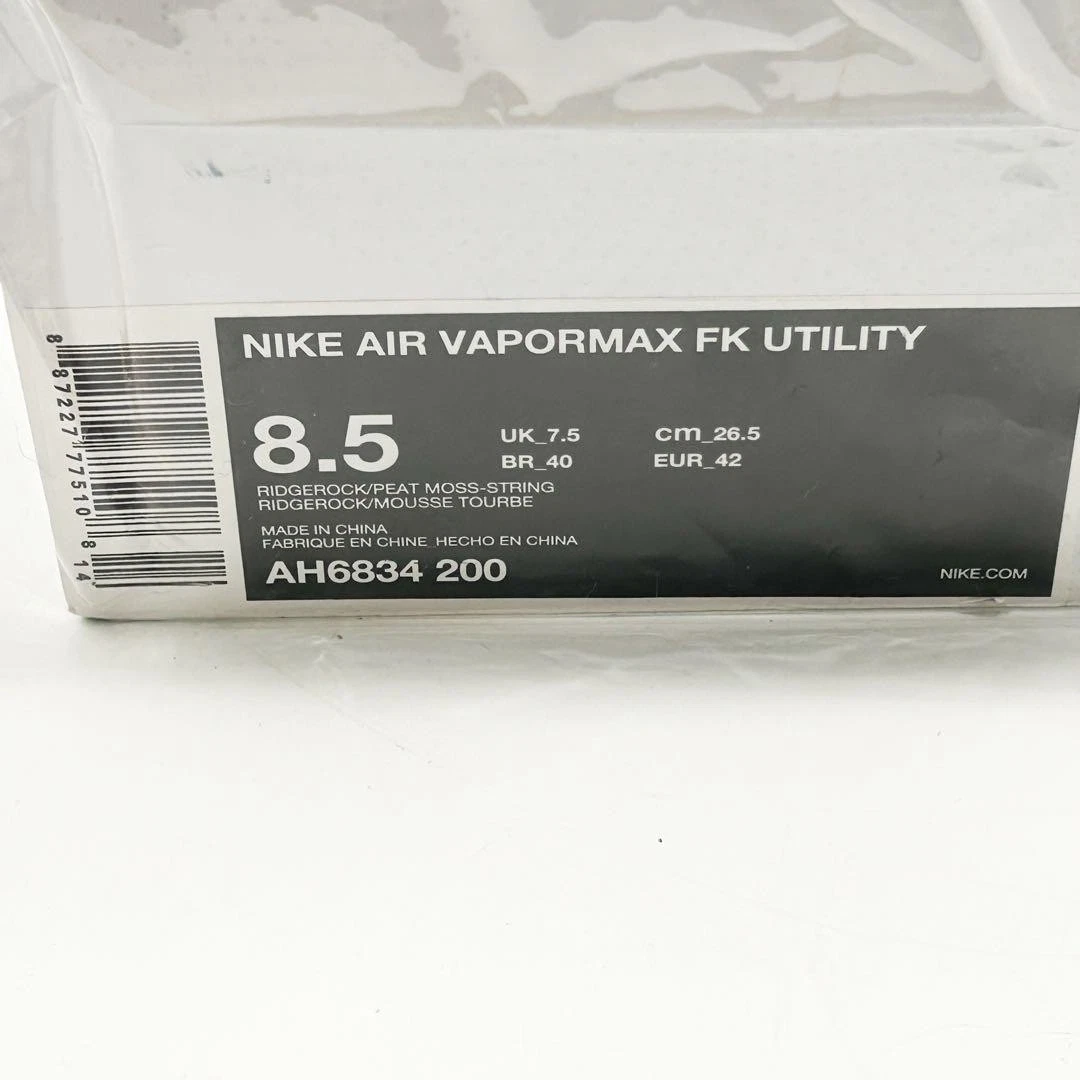 NIKE AIR VAPORMAX FK UTILITY
8.5
UK_7.5 cm_26.5
BR_40 EUR_42
RIDGEROCK/PEAT MOSS-STRING
RIDGEROCK/MOUSSE TOURBE
MADE IN CHINA
FABRIQUE EN CHINE HECHO EN CHINA
AH6834 200
NIKE.COM
8 87227 77510 8 14